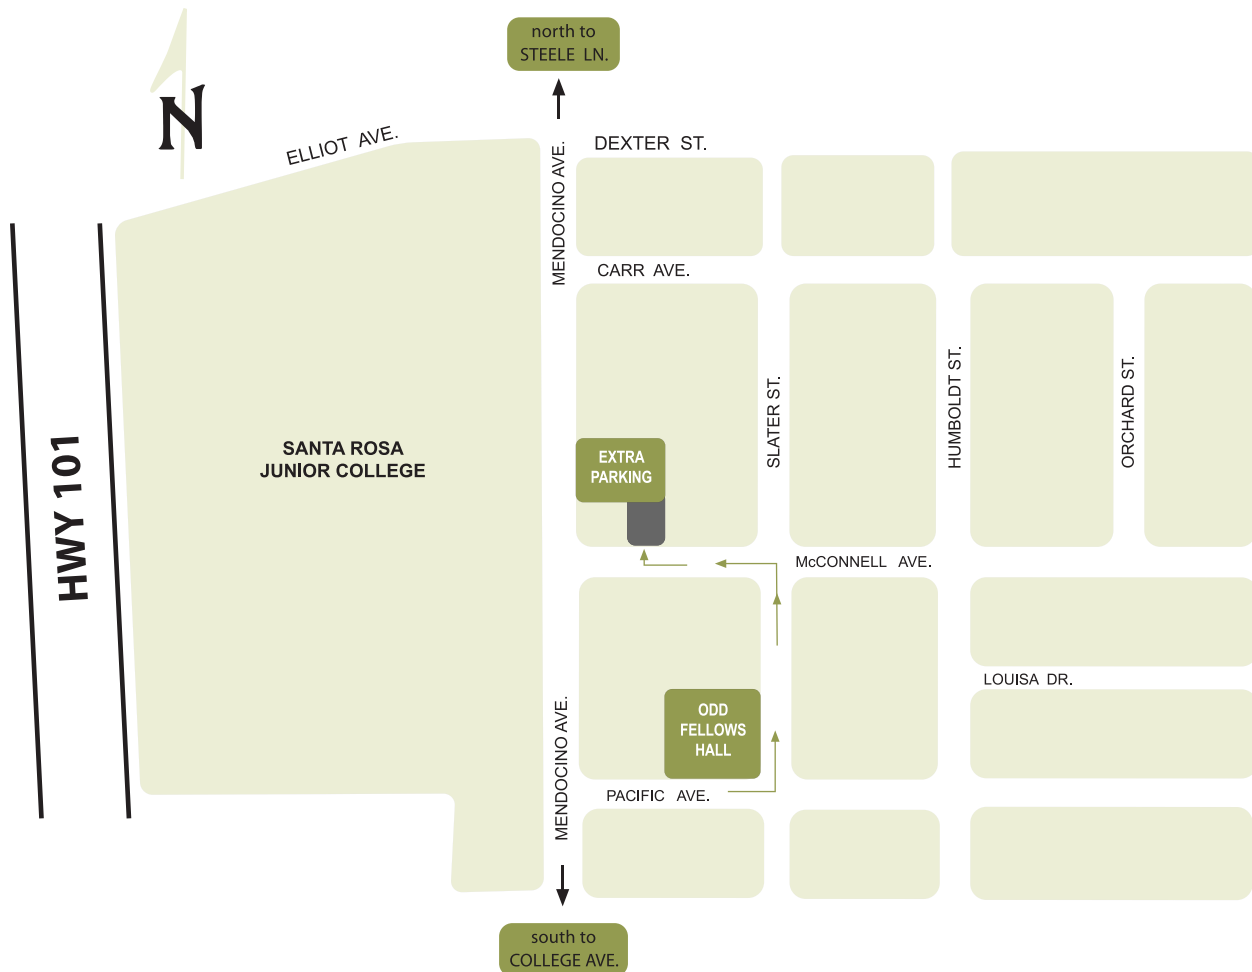 north to
STEELE LN.
N
ELLIOT AVE.
MENDOCINO AVE.
DEXTER ST.
CARR AVE.
HWY 101
SANTA ROSA
JUNIOR COLLEGE
EXTRA
PARKING
SLATER ST.
HUMBOLDT ST.
ORCHARD ST.
McCONNELL AVE.
LOUISA DR.
MENDOCINO AVE.
ODD
FELLOWS
HALL
PACIFIC AVE.
south to
COLLEGE AVE.